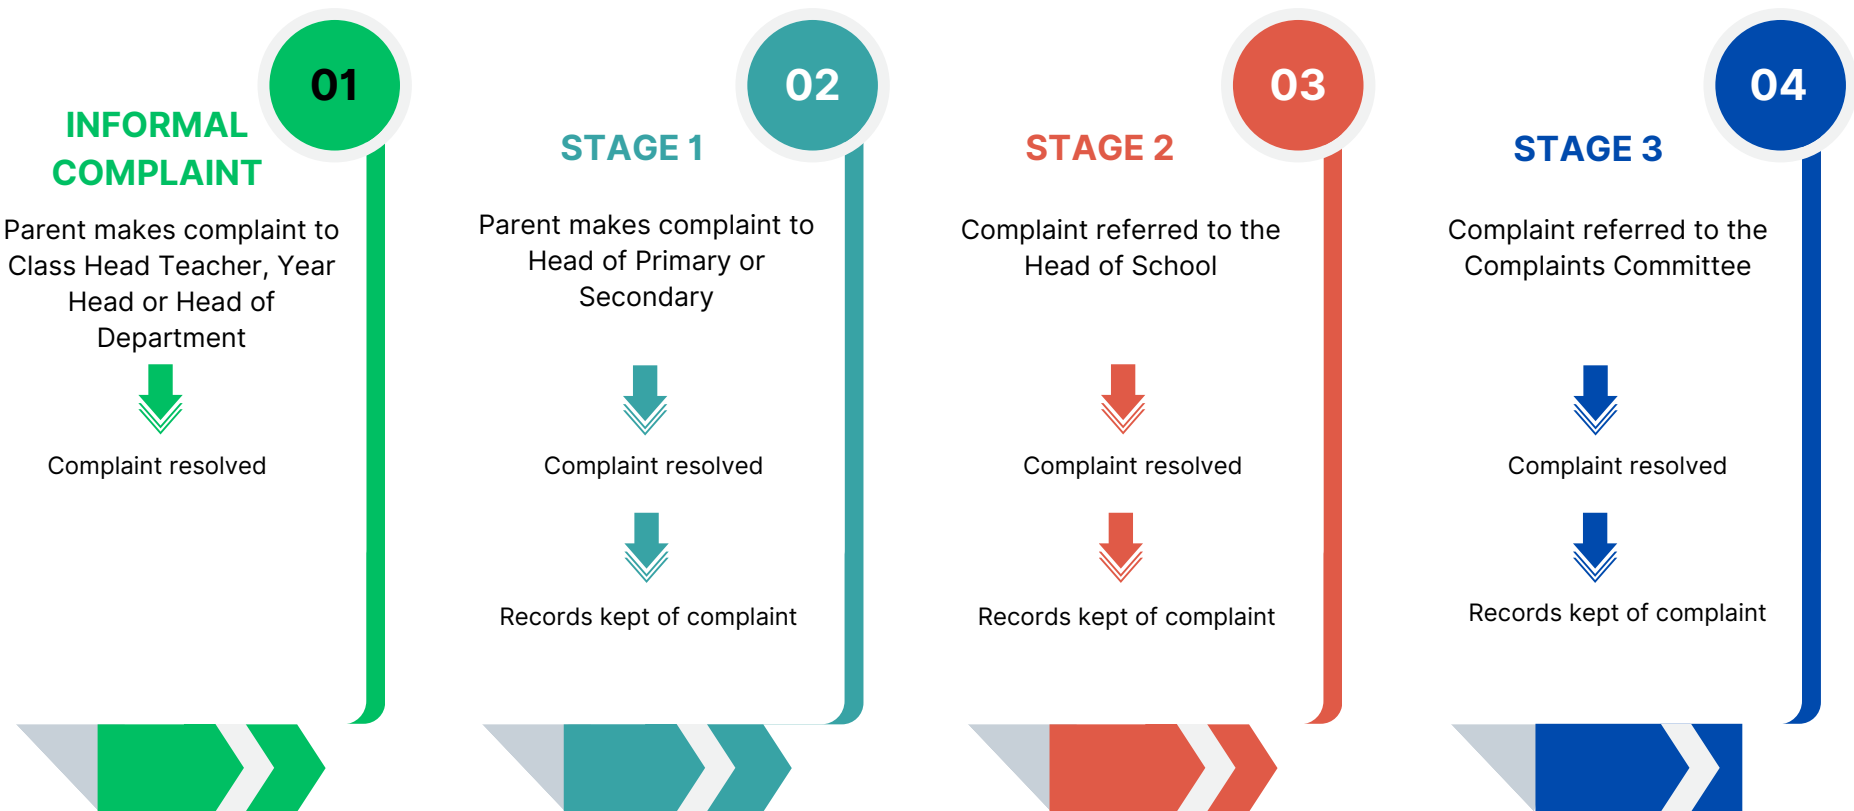 01
INFORMAL
COMPLAINT
Parent makes complaint to
Class Head Teacher, Year
Head or Head of
Department
Complaint resolved
02
STAGE 1
Parent makes complaint to
Head of Primary or
Secondary
Complaint resolved
Records kept of complaint
03
STAGE 2
Complaint referred to the
Head of School
Complaint resolved
Records kept of complaint
04
STAGE 3
Complaint referred to the
Complaints Committee
Complaint resolved
Records kept of complaint